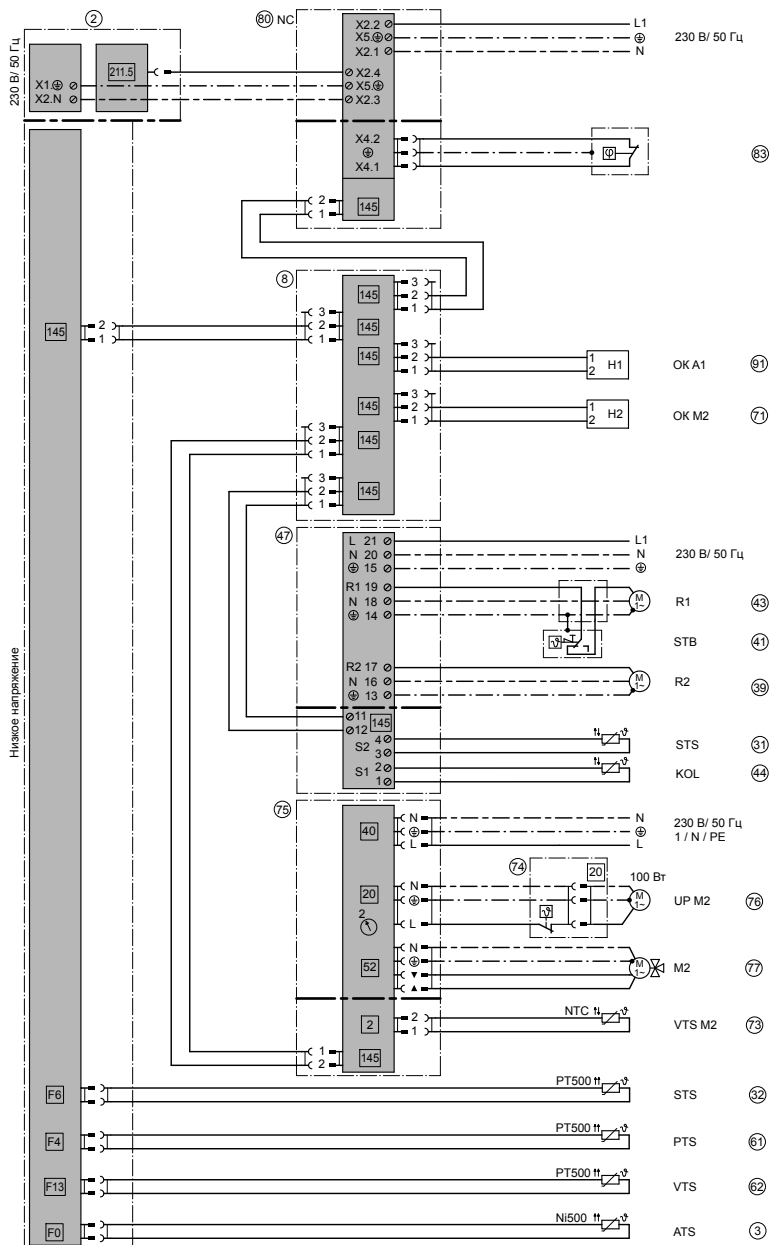 2
80 NC
230 В/ 50 Гц
211.5
X1.
X2.N
X2.2
X5.
X2.1
L1
N
230 В/ 50 Гц
X2.4
X5.
X2.3
X4.2
X4.1
φ
83
145
2
1
8
145
3
2
1
145
2
1
145
3
2
1
145
3
2
1
1
2
H1
ОК A1
91
145
3
2
1
1
2
H2
ОК M2
71
145
3
2
1
145
3
2
1
47
L 21
N 20
15
L1
N
230 В/ 50 Гц
R1 19
N 18
14
M
1~
R1
43
ϑ
STB
41
R2 17
N 16
13
M
1~
R2
39
11
12
145
S2
4
3
ϑ
STS
31
S1
2
1
ϑ
KOL
44
Низкое напряжение
75
40
N
L
N
L
230 В/ 50 Гц
1 / N / PE
74
20
100 Вт
20
N
L
ϑ
M
1~
UP M2
76
2
52
N
M
1~
M2
77
2
2
1
NTC
ϑ
VTS M2
73
145
1
2
F6
PT500
ϑ
STS
32
F4
PT500
ϑ
PTS
61
F13
PT500
ϑ
VTS
62
F0
Ni500
ϑ
ATS
3